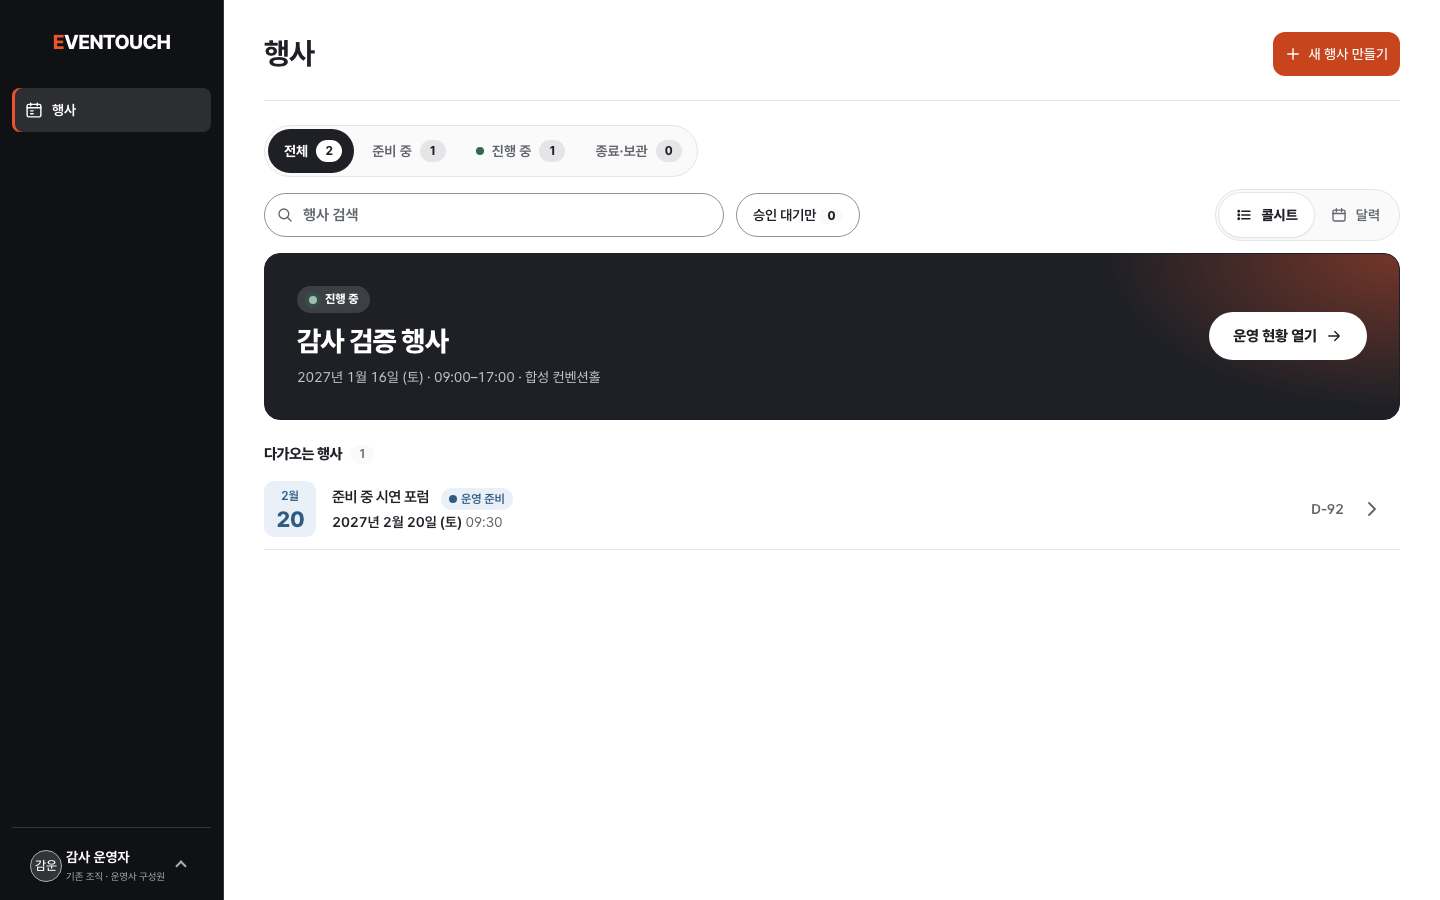 EVENTOUCH
행사
행사
새 행사 만들기
전체 2
준비 중 1
진행 중 1
종료·보관 0
행사 검색
승인 대기만 0
콜시트
달력
진행 중
감사 검증 행사
2027년 1월 16일 (토) · 09:00–17:00 · 합성 컨벤션홀
운영 현황 열기
다가오는 행사 1
2월
20
준비 중 시연 포럼 운영 준비
2027년 2월 20일 (토) 09:30
D-92
감운
감사 운영자
기존 조직 · 운영사 구성원